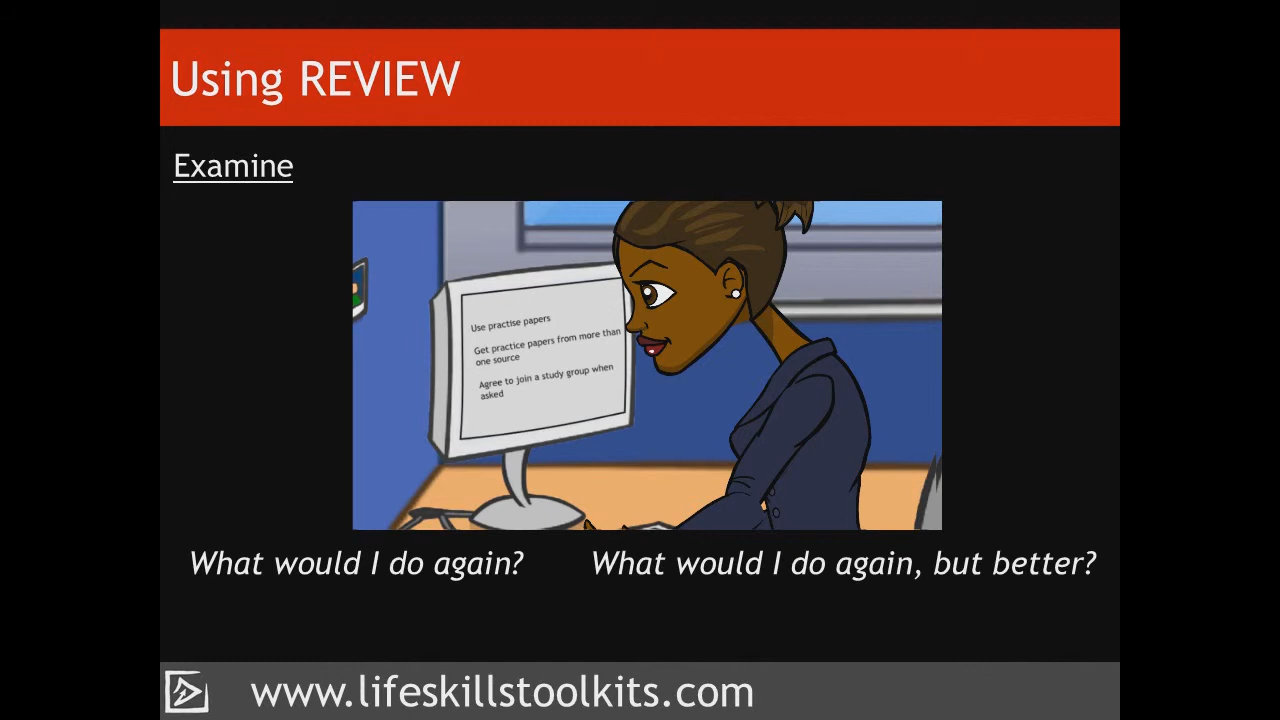 Using REVIEW
Examine
Use practise papers
Get practice papers from more than
one source
Agree to join a study group when
asked
What would I do again?
What would I do again, but better?
www.lifeskillstoolkits.com